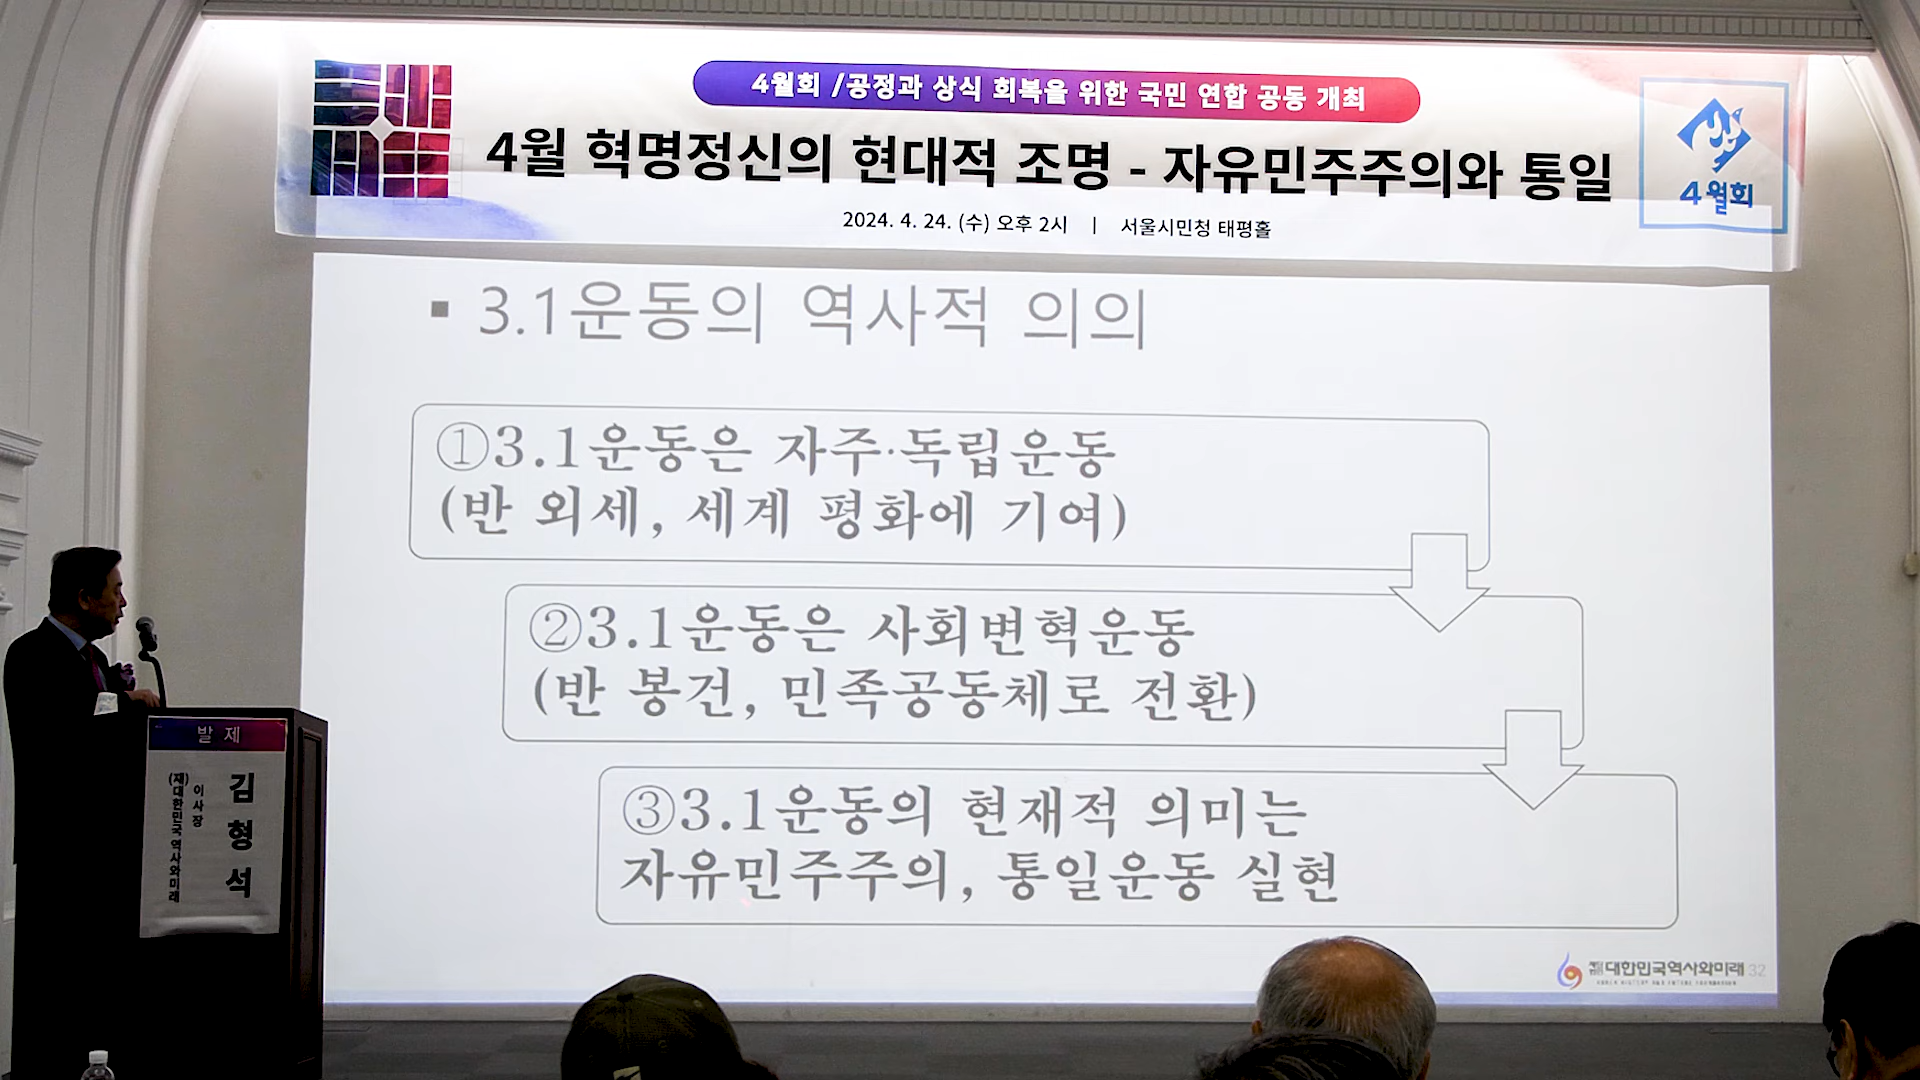 4월회 /공정과 상식 회복을 위한 국민 연합 공동 개최
4월 혁명정신의 현대적 조명 - 자유민주주의와 통일
2024. 4. 24. (수) 오후 2시 | 서울시민청 태평홀
4월회
▪ 3.1운동의 역사적 의의
①3.1운동은 자주·독립운동
(반 외세, 세계 평화에 기여)
②3.1운동은 사회변혁운동
(반 봉건, 민족공동체로 전환)
③3.1운동의 현재적 의미는
자유민주주의, 통일운동 실현
대한민국역사와미래 32
발 제
김형석
이사장
(재)대한민국 역사와미래